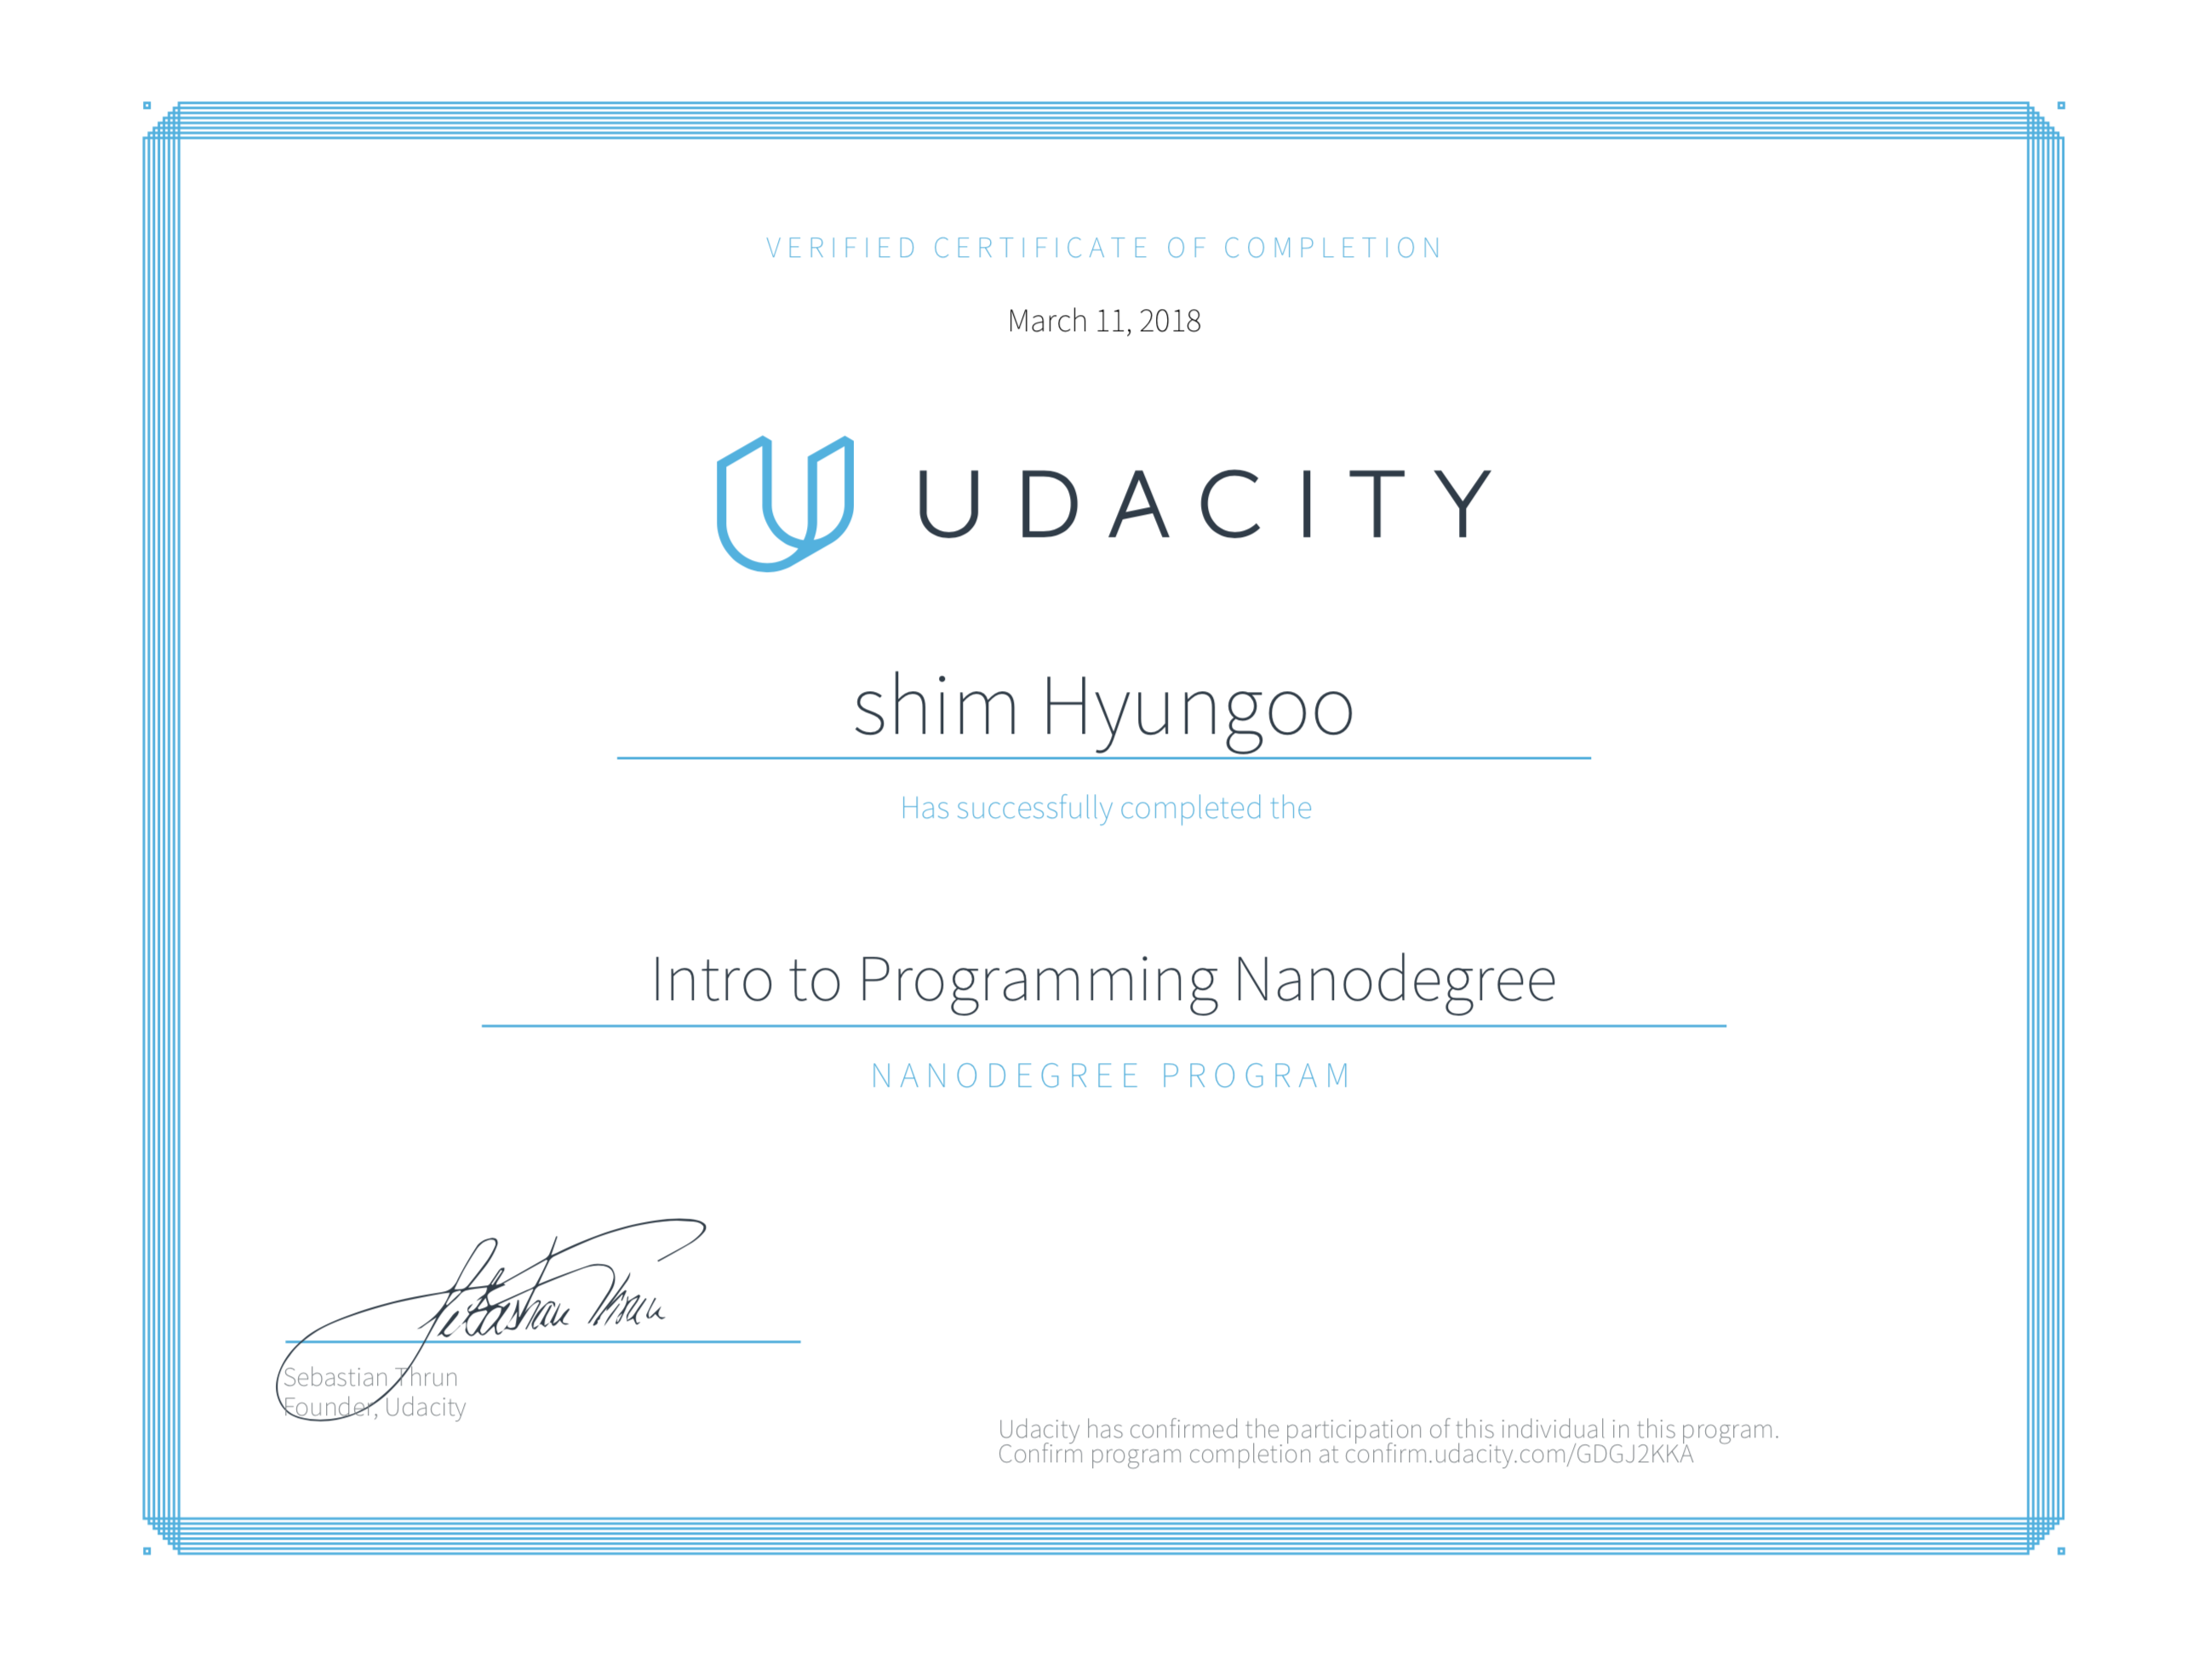 VERIFIED CERTIFICATE OF COMPLETION
March 11, 2018
UDACITY
shim Hyungoo
Has successfully completed the
Intro to Programming Nanodegree
NANODEGREE PROGRAM
Sebastian Thrun
Sebastian Thrun
Founder, Udacity
Udacity has confirmed the participation of this individual in this program.
Confirm program completion at confirm.udacity.com/GDGJ2KKA